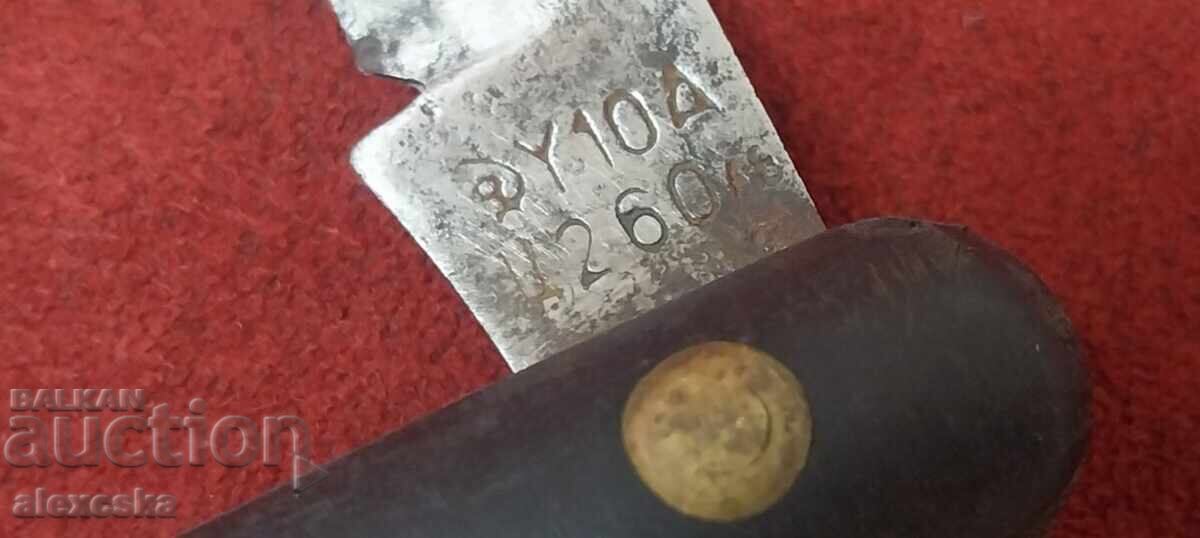 У10А
260
BALKAN
auction
alexcska